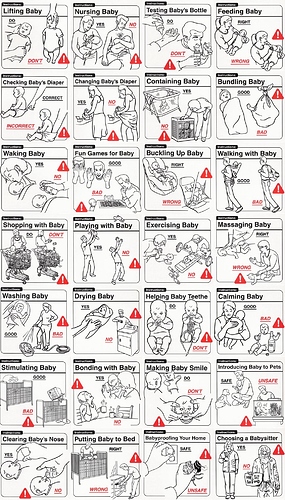 Lifting Baby
DO
DON'T
Nursing Baby
YES
NO
Testing Baby's Bottle
DO
DON'T
Feeding Baby
RIGHT
WRONG
Checking Baby's Diaper
CORRECT
INCORRECT
Changing Baby's Diaper
YES
NO
Containing Baby
YES
NO
Bundling Baby
GOOD
BAD
Waking Baby
YES
NO
Fun Games for Baby
GOOD
BAD
Buckling Up Baby
RIGHT
WRONG
Walking with Baby
GOOD
BAD
Shopping with Baby
DO
DON'T
Playing with Baby
YES
NO
Exercising Baby
YES
NO
Massaging Baby
RIGHT
WRONG
Washing Baby
GOOD
BAD
Drying Baby
YES
NO
Helping Baby Teethe
DO
DON'T
Calming Baby
GOOD
BAD
Stimulating Baby
GOOD
BAD
Bonding with Baby
YES
NO
Making Baby Smile
DO
DON'T
Introducing Baby to Pets
SAFE
UNSAFE
Clearing Baby's Nose
YES
NO
Putting Baby to Bed
RIGHT
WRONG
Babyproofing Your Home
SAFE
UNSAFE
Choosing a Babysitter
YES
NO